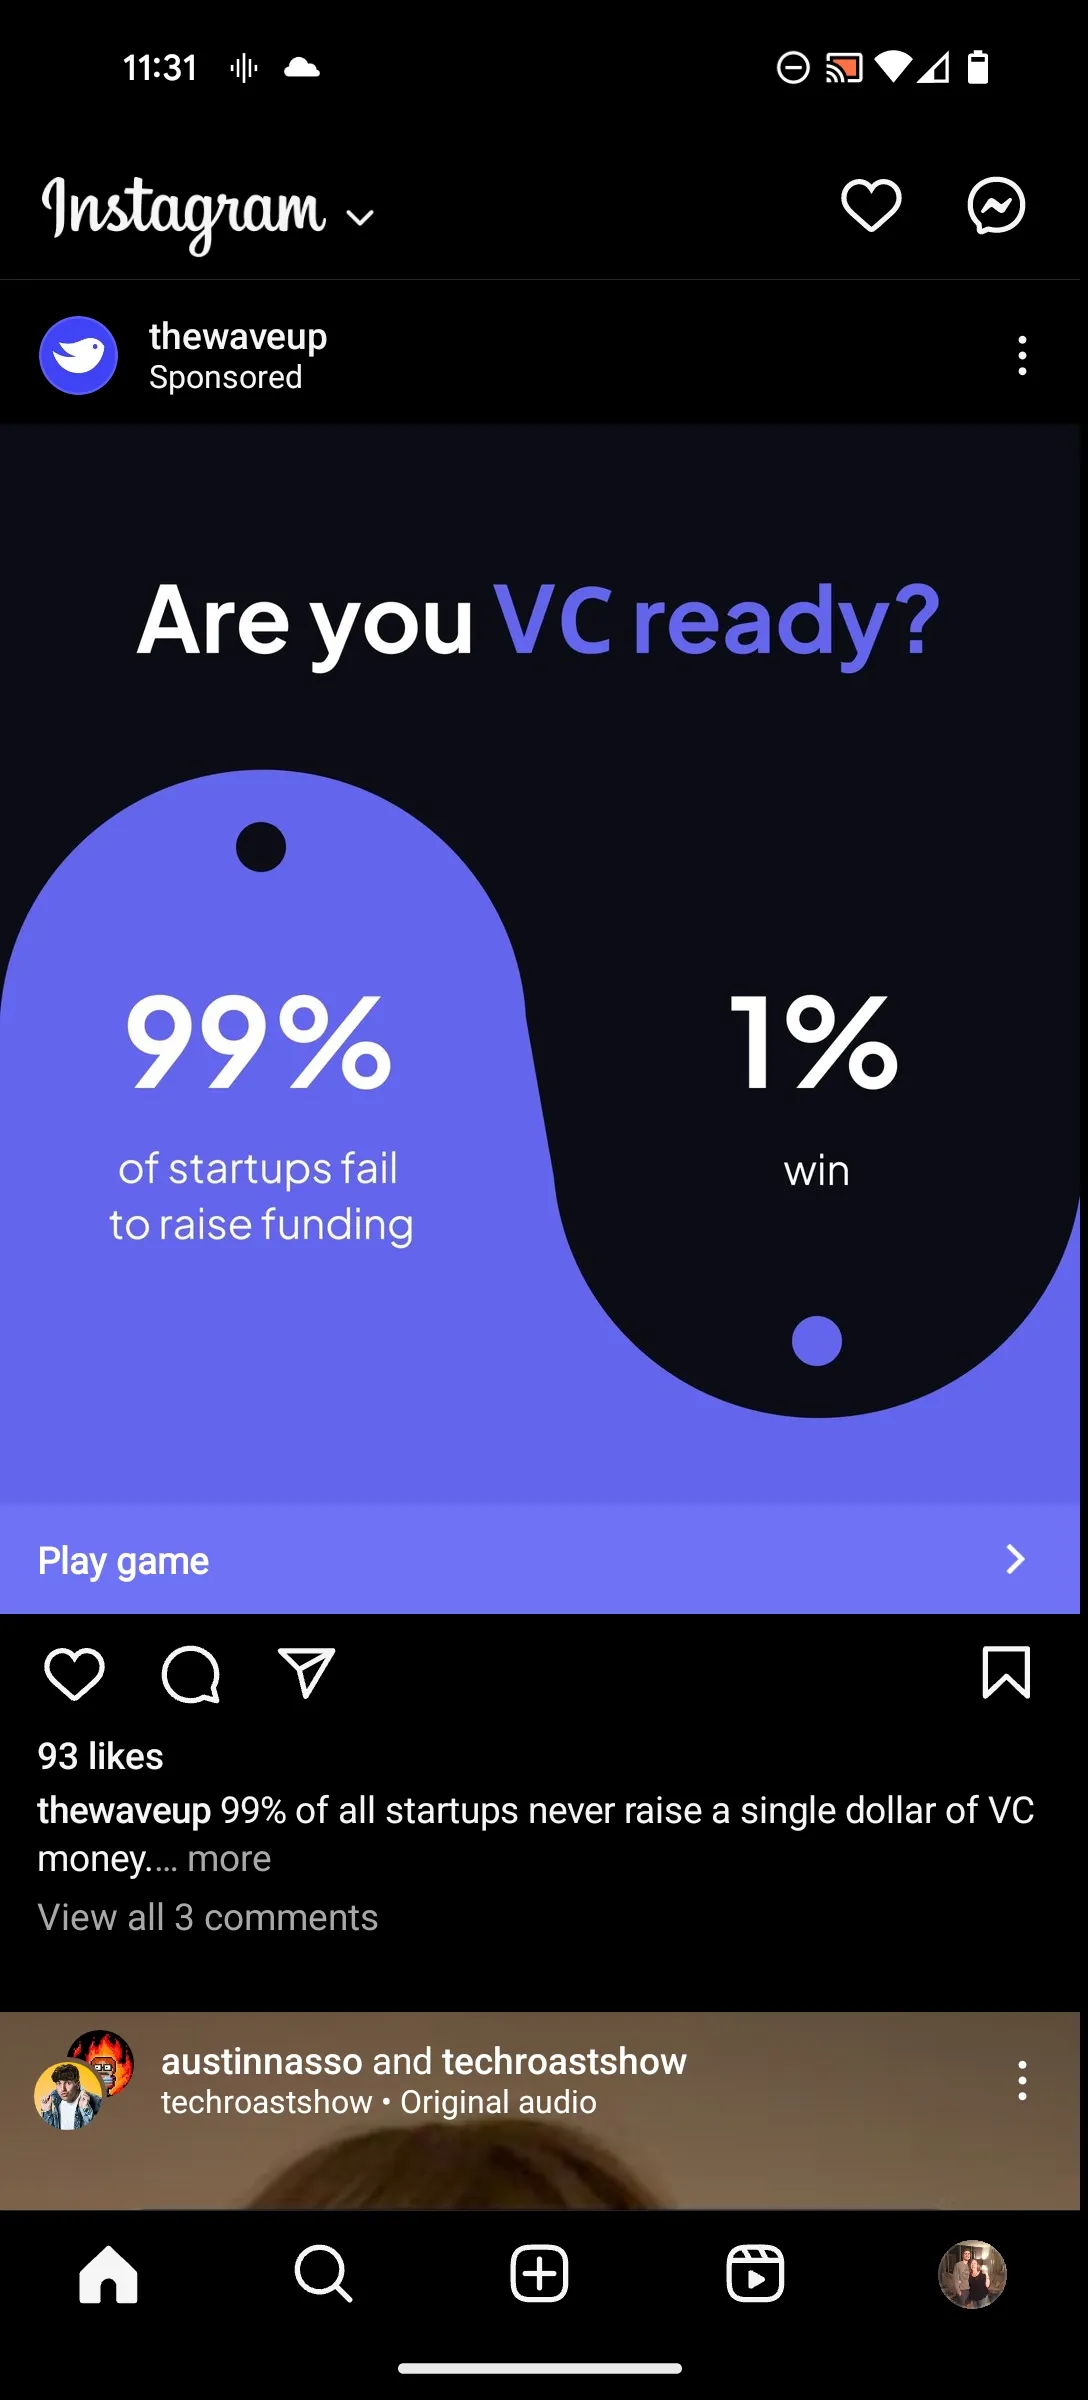 11:31
Instagram
thewaveup
Sponsored
Are you VC ready?
99%
of startups fail
to raise funding
1%
win
Play game
93 likes
thewaveup 99% of all startups never raise a single dollar of VC
money.... more
View all 3 comments
austinnasso and techroastshow
techroastshow • Original audio